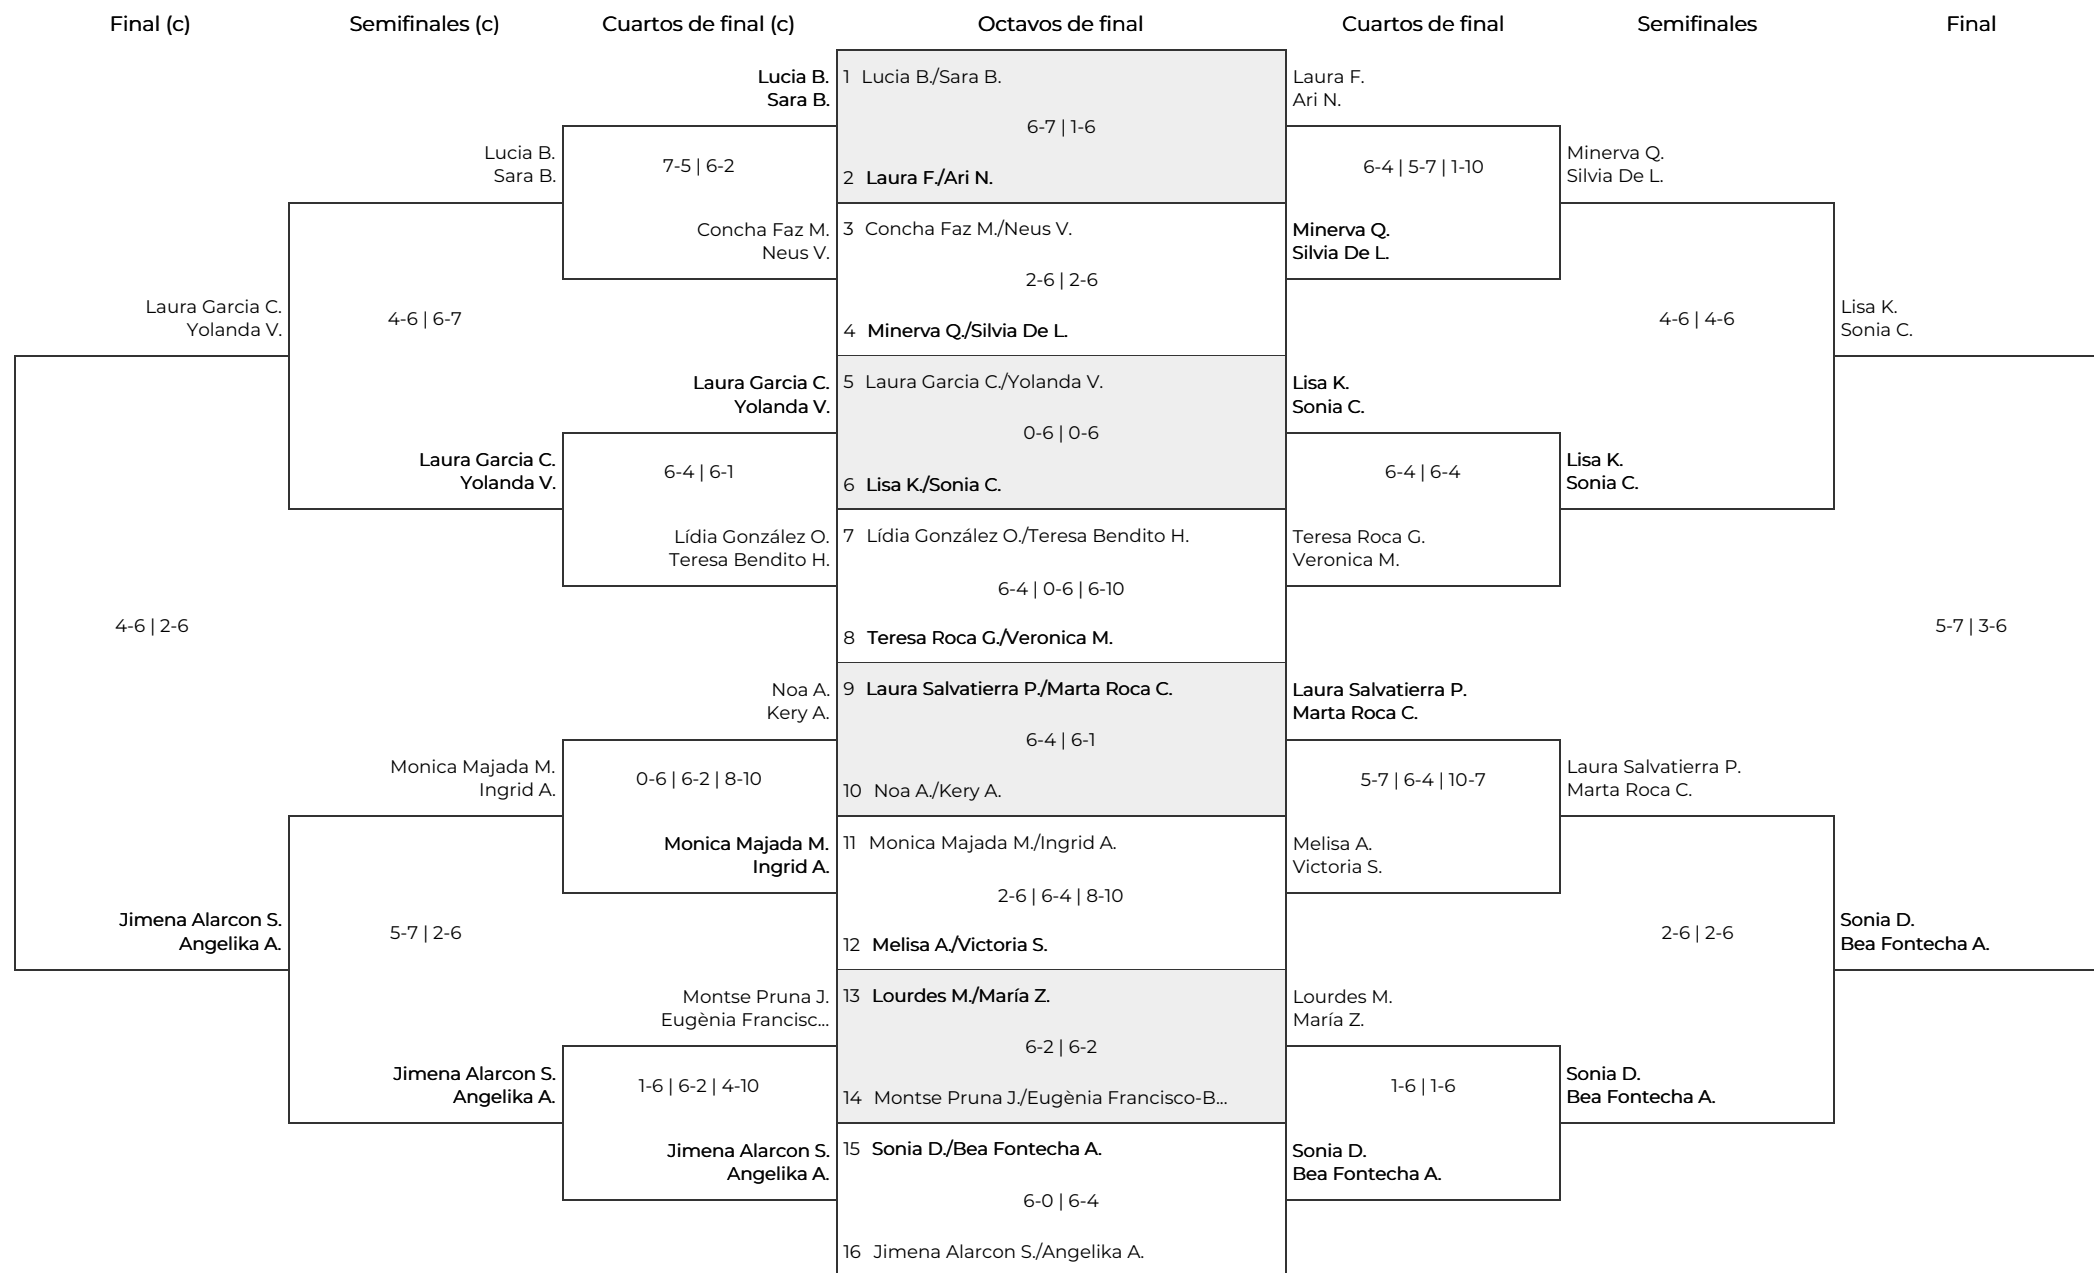 Final (c)
Semifinales (c)
Cuartos de final (c)
Octavos de final
Cuartos de final
Semifinales
Final
Laura Garcia C.
Yolanda V.
4-6 | 2-6
Jimena Alarcon S.
Angelika A.
Lucia B.
Sara B.
4-6 | 6-7
Laura Garcia C.
Yolanda V.
Monica Majada M.
Ingrid A.
5-7 | 2-6
Jimena Alarcon S.
Angelika A.
Lucia B.
Sara B.
7-5 | 6-2
Concha Faz M.
Neus V.
Laura Garcia C.
Yolanda V.
6-4 | 6-1
Lídia González O.
Teresa Bendito H.
Noa A.
Kery A.
0-6 | 6-2 | 8-10
Monica Majada M.
Ingrid A.
Montse Pruna J.
Eugènia Francisc...
1-6 | 6-2 | 4-10
Jimena Alarcon S.
Angelika A.
1 Lucia B./Sara B.
6-7 | 1-6
2 Laura F./Ari N.
3 Concha Faz M./Neus V.
2-6 | 2-6
4 Minerva Q./Silvia De L.
5 Laura Garcia C./Yolanda V.
0-6 | 0-6
6 Lisa K./Sonia C.
7 Lídia González O./Teresa Bendito H.
6-4 | 0-6 | 6-10
8 Teresa Roca G./Veronica M.
9 Laura Salvatierra P./Marta Roca C.
6-4 | 6-1
10 Noa A./Kery A.
11 Monica Majada M./Ingrid A.
2-6 | 6-4 | 8-10
12 Melisa A./Victoria S.
13 Lourdes M./María Z.
6-2 | 6-2
14 Montse Pruna J./Eugènia Francisco-B...
15 Sonia D./Bea Fontecha A.
6-0 | 6-4
16 Jimena Alarcon S./Angelika A.
Laura F.
Ari N.
6-4 | 5-7 | 1-10
Minerva Q.
Silvia De L.
Lisa K.
Sonia C.
6-4 | 6-4
Teresa Roca G.
Veronica M.
Laura Salvatierra P.
Marta Roca C.
5-7 | 6-4 | 10-7
Melisa A.
Victoria S.
Lourdes M.
María Z.
1-6 | 1-6
Sonia D.
Bea Fontecha A.
Minerva Q.
Silvia De L.
4-6 | 4-6
Lisa K.
Sonia C.
Laura Salvatierra P.
Marta Roca C.
2-6 | 2-6
Sonia D.
Bea Fontecha A.
Lisa K.
Sonia C.
5-7 | 3-6
Sonia D.
Bea Fontecha A.